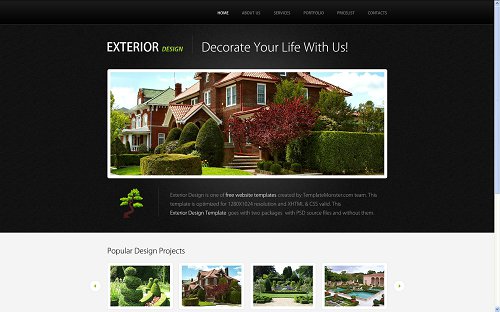 HOME ABOUT US SERVICES PORTFOLIO PRICELIST CONTACTS
EXTERIOR DESIGN Decorate Your Life With Us!
Exterior Design is one of free website templates created by TemplateMonster.com team. This
template is optimized for 1280X1024 resolution and XHTML & CSS valid. This
Exterior Design Template goes with two packages with PSD source files and without them.
Popular Design Projects